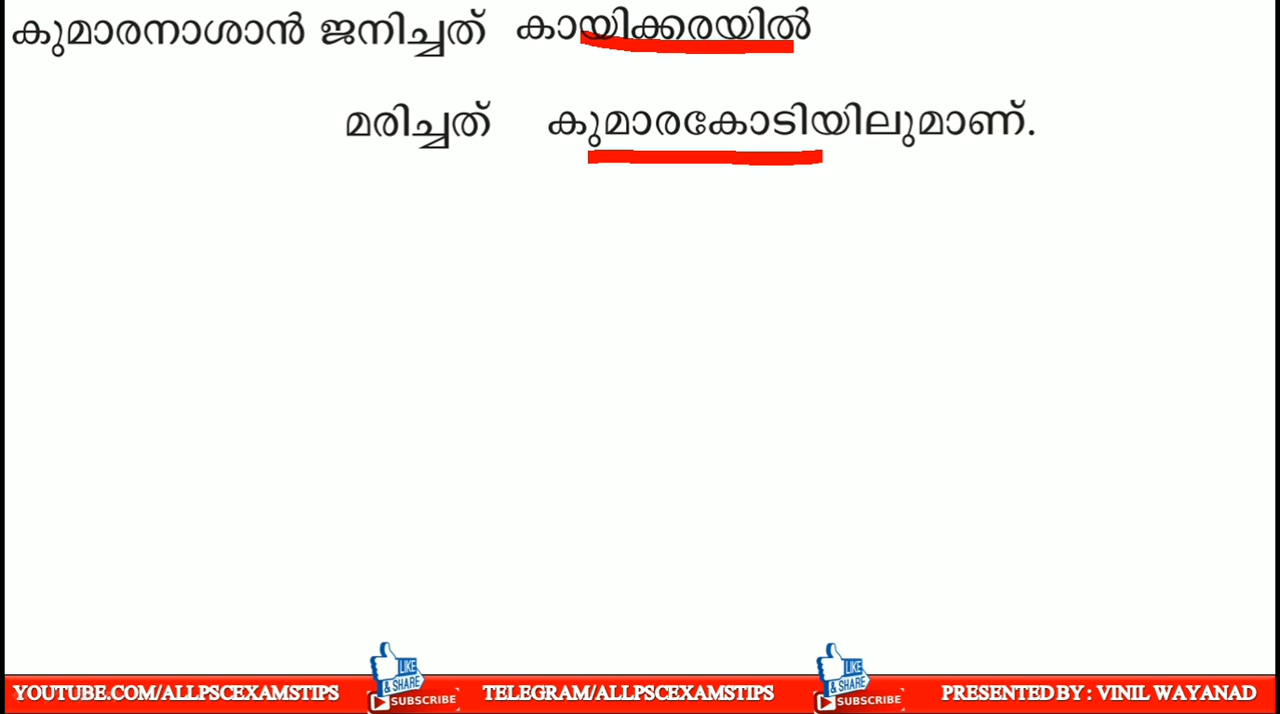 കുമാരനാശാൻ ജനിച്ചത് കായിക്കരയിൽ
മരിച്ചത് കുമാരകോടിയിലുമാണ്.
LIKE & SHARE
SUBSCRIBE
LIKE & SHARE
SUBSCRIBE
YOUTUBE.COM/ALLPSCEXAMSTIPS TELEGRAM/ALLPSCEXAMSTIPS PRESENTED BY : VINIL WAYANAD